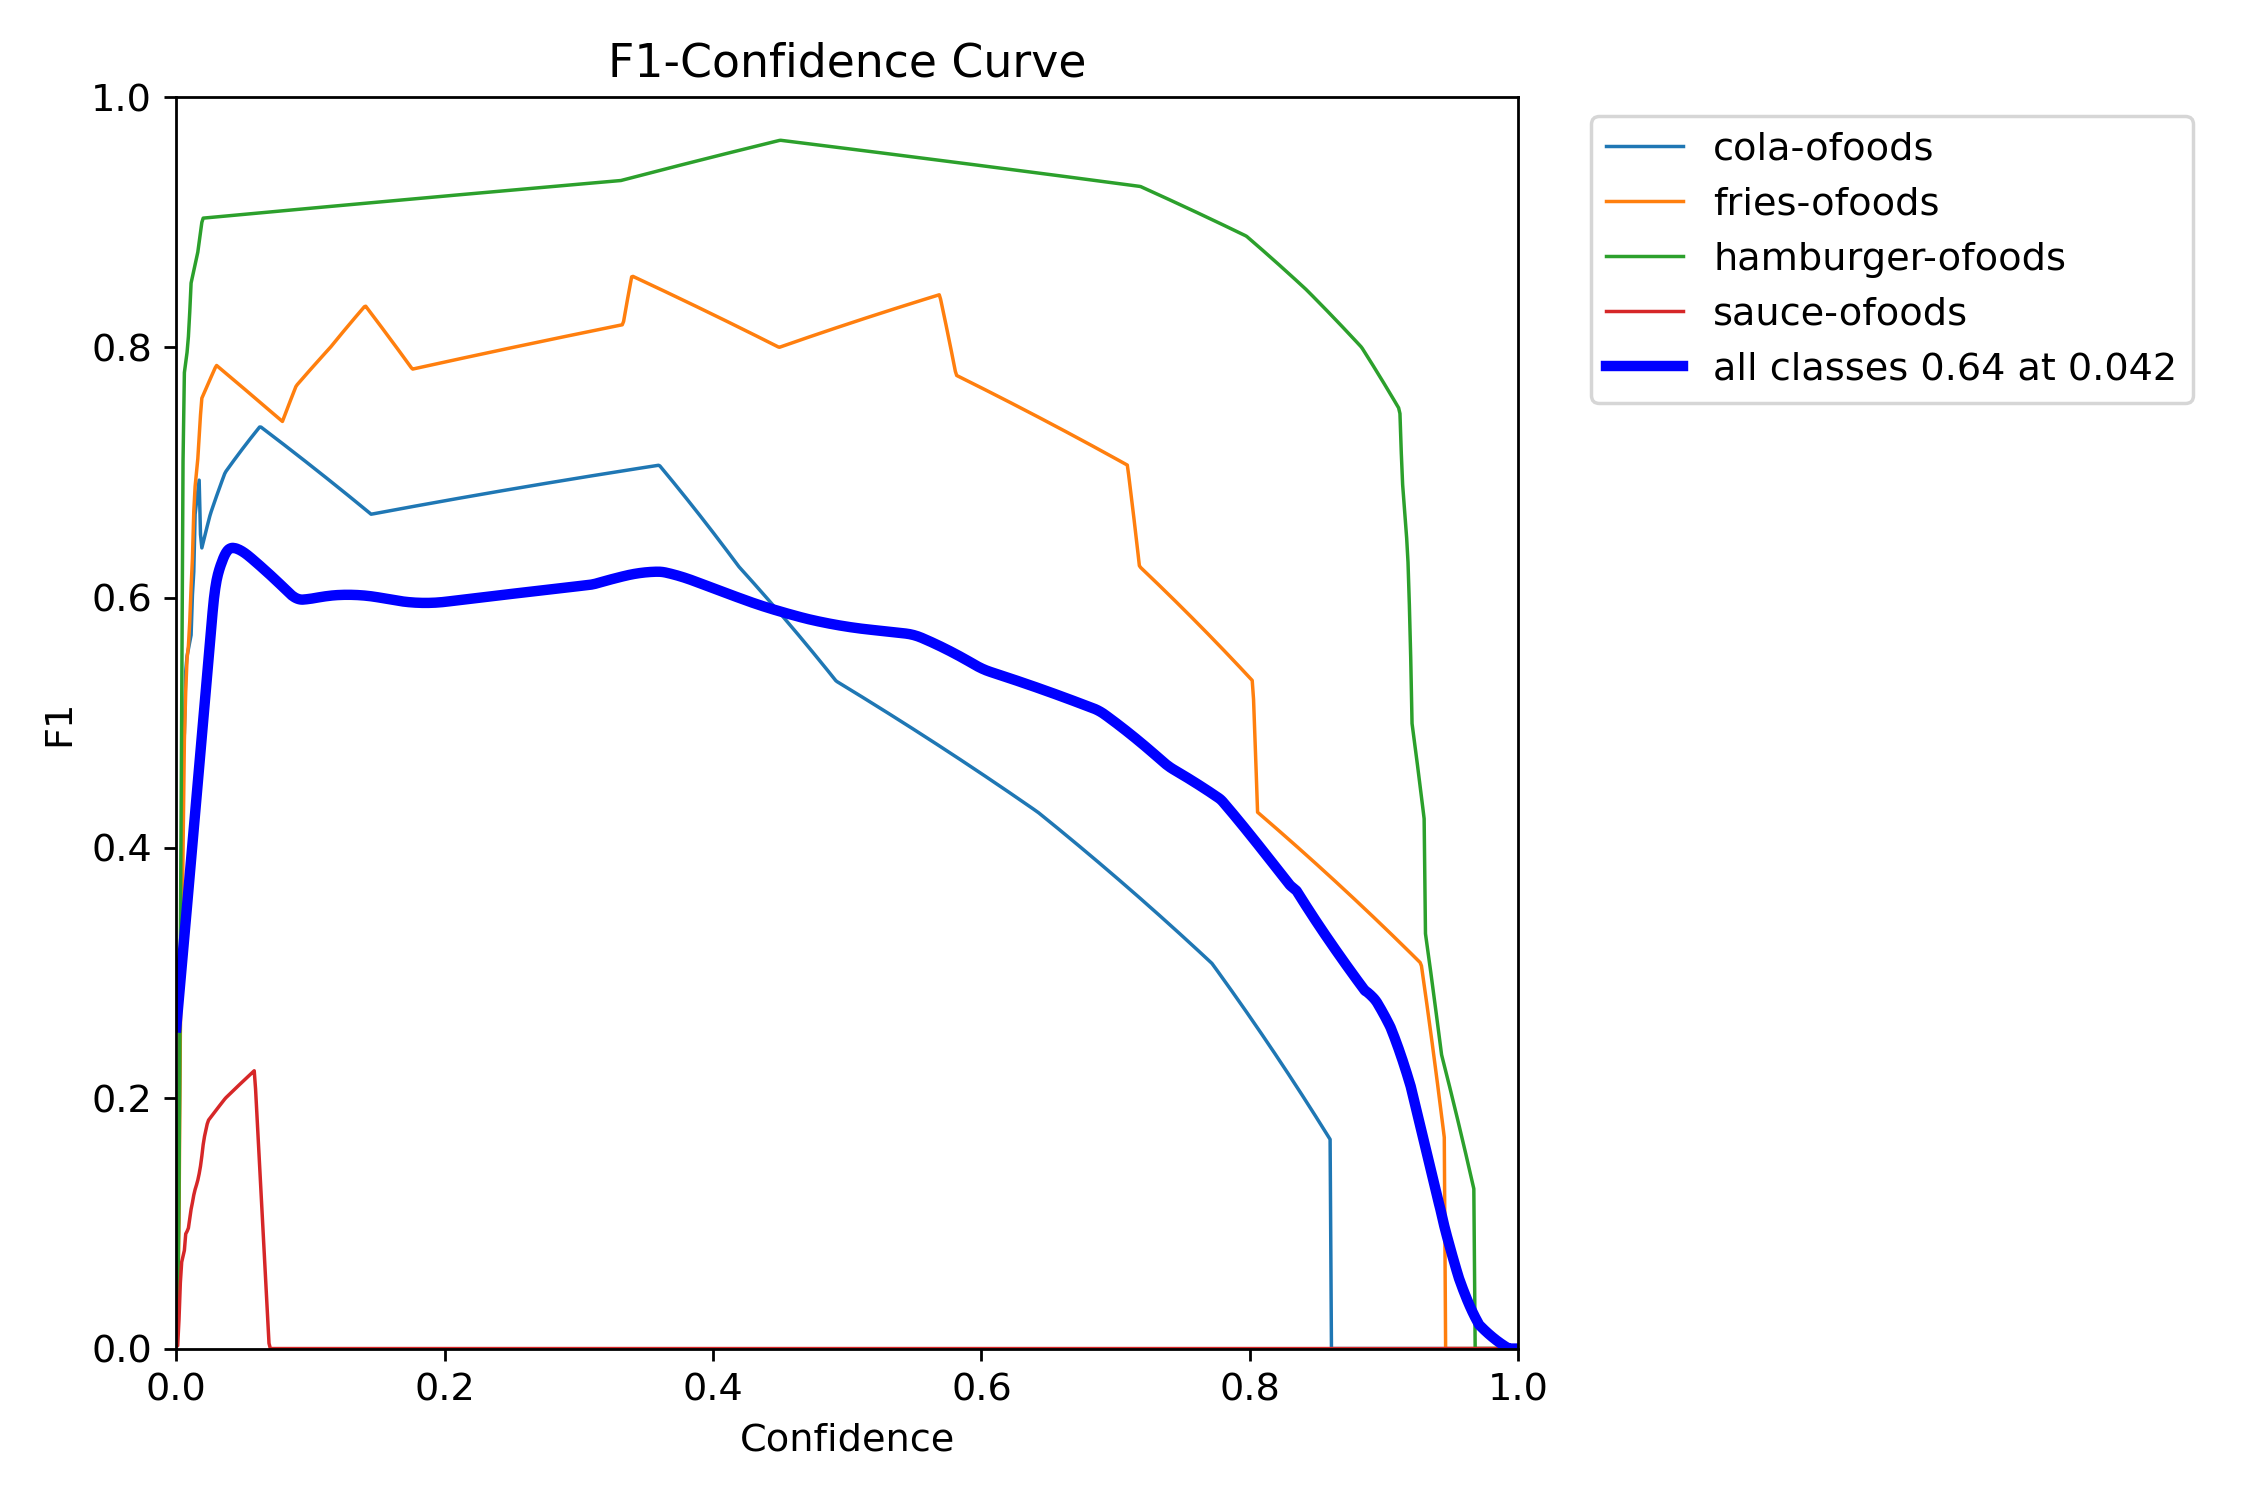 F1-Confidence Curve
cola-ofoods
fries-ofoods
hamburger-ofoods
sauce-ofoods
all classes 0.64 at 0.042
1.0
0.8
0.6
0.4
0.2
0.0
F1
0.0 0.2 0.4 0.6 0.8 1.0
Confidence